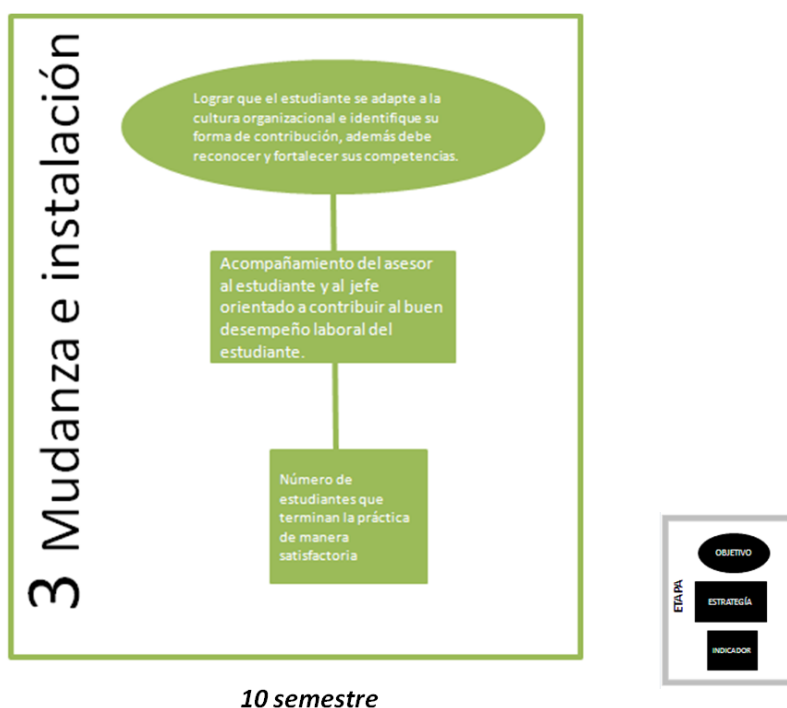 3 Mudanza e instalación
Lograr que el estudiante se adapte a la
cultura organizacional e identifique su
forma de contribución, además debe
reconocer y fortalecer sus competencias.
Acompañamiento del asesor
al estudiante y al jefe
orientado a contribuir al buen
desempeño laboral del
estudiante.
Número de
estudiantes que
terminan la práctica
de manera
satisfactoria
10 semestre
ETAPA
OBJETIVO
ESTRATEGÍA
INDICADOR